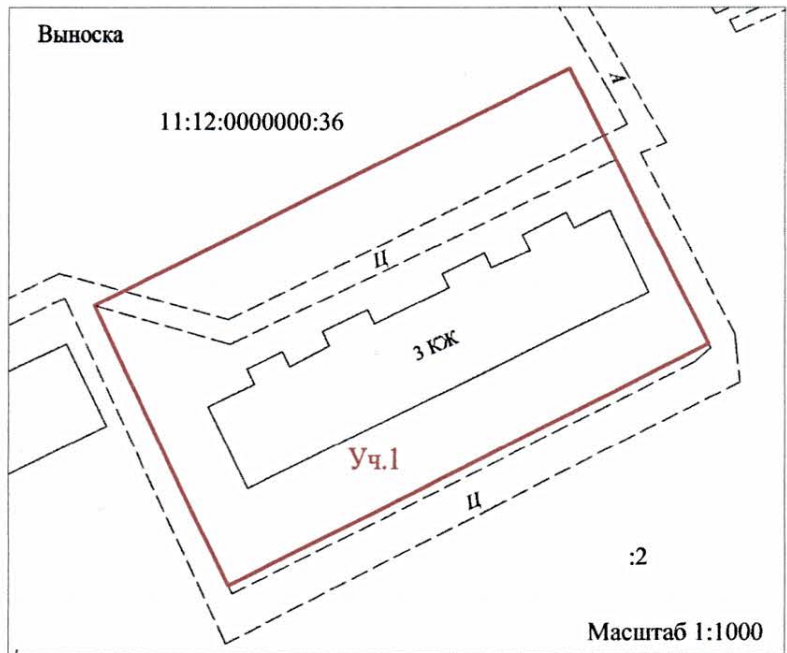 Выноска
А
11:12:0000000:36
Ц
3 КЖ
Уч.1
Ц
:2
Масштаб 1:1000